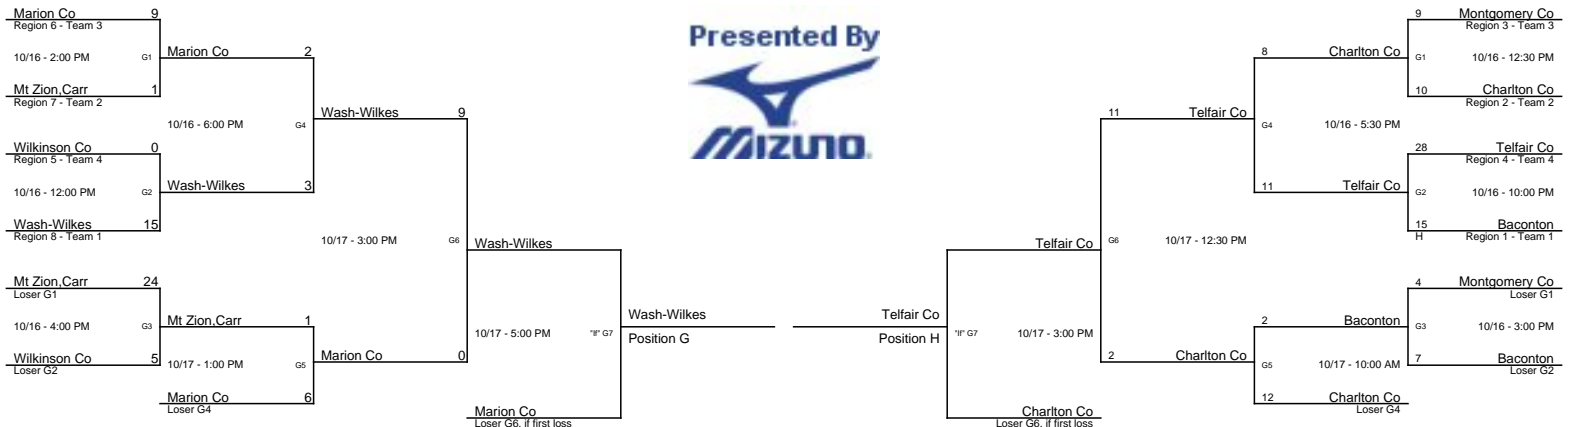 Presented By
MIZUNO
Marion Co 9
Region 6 - Team 3
10/16 - 2:00 PM G1
Mt Zion,Carr 1
Region 7 - Team 2
Marion Co 2
10/16 - 6:00 PM G4
Wilkinson Co 0
Region 5 - Team 4
10/16 - 12:00 PM G2
Wash-Wilkes 15
Region 8 - Team 1
Wash-Wilkes 3
Wash-Wilkes 9
10/17 - 3:00 PM G6
Mt Zion,Carr 24
Loser G1
10/16 - 4:00 PM G3
Wilkinson Co 5
Loser G2
Mt Zion,Carr 1
10/17 - 1:00 PM G5
Marion Co 6
Loser G4
Marion Co 0
Wash-Wilkes
10/17 - 5:00 PM "If" G7
Marion Co
Loser G6, if first loss
Wash-Wilkes
Position G
Telfair Co
Position H
Telfair Co
"If" G7 10/17 - 3:00 PM
Charlton Co
Loser G6, if first loss
11 Telfair Co
G6 10/17 - 12:30 PM
2 Charlton Co
8 Charlton Co
G4 10/16 - 5:30 PM
11 Telfair Co
9 Montgomery Co
Region 3 - Team 3
G1 10/16 - 12:30 PM
10 Charlton Co
Region 2 - Team 2
28 Telfair Co
Region 4 - Team 4
G2 10/16 - 10:00 PM
15 Baconton
H Region 1 - Team 1
2 Baconton
G5 10/17 - 10:00 AM
12 Charlton Co
Loser G4
4 Montgomery Co
Loser G1
G3 10/16 - 3:00 PM
7 Baconton
Loser G2